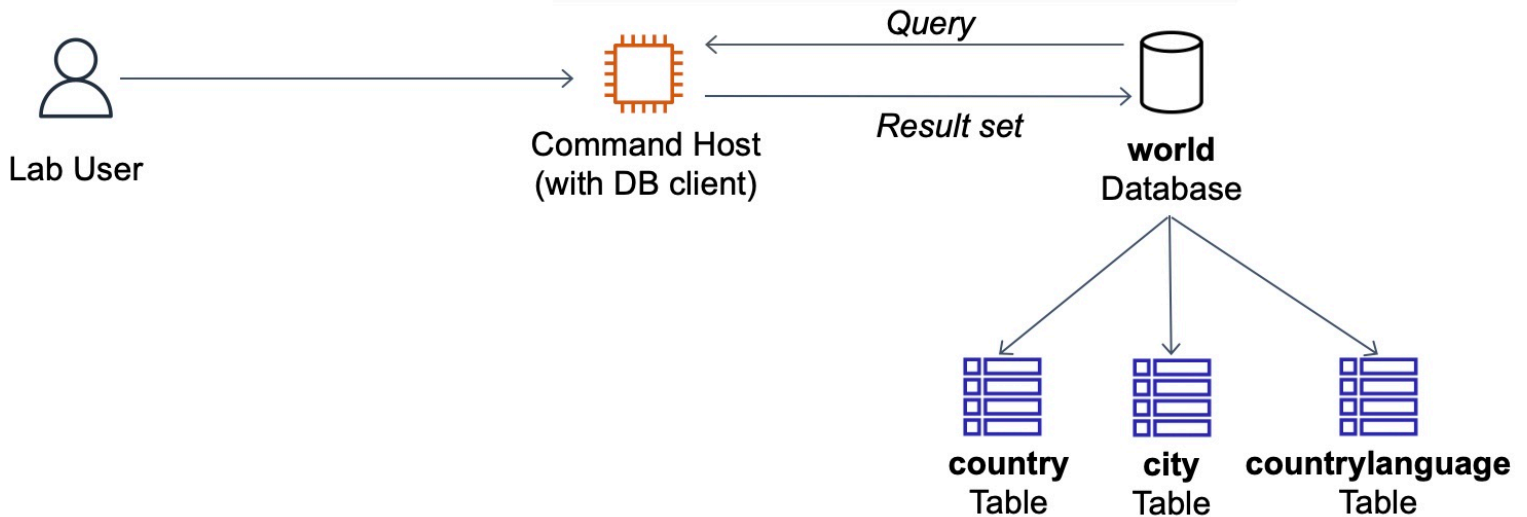 Query
Result set
Lab User
Command Host
(with DB client)
world
Database
country
Table
city
Table
countrylanguage
Table